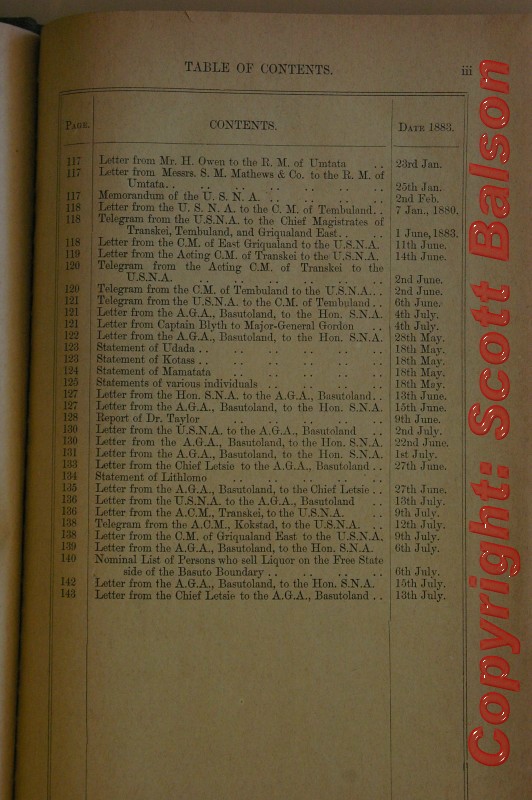 TABLE OF CONTENTS. iii
PAGE. CONTENTS. DATE 1883.
117 Letter from Mr. H. Owen to the R. M. of Umtata .. 23rd Jan.
117 Letter from Messrs. S. M. Mathews & Co. to the R. M. of
Umtata. . .. .. .. .. .. .. 25th Jan.
117 Memorandum of the U. S. N. A. .. .. .. .. 2nd Feb.
118 Letter from the U. S. N. A. to the C. M. of Tembuland. . 7 Jan., 1880.
118 Telegram from the U.S.N.A. to the Chief Magistrates of
Transkei, Tembuland, and Griqualand East. . .. 1 June, 1883.
118 Letter from the C.M. of East Griqualand to the U.S.N.A. 11th June.
119 Letter from the Acting C.M. of Transkei to the U.S.N.A. 14th June.
120 Telegram from the Acting C.M. of Transkei to the
U.S.N.A. .. .. .. .. .. .. 2nd June.
120 Telegram from the C.M. of Tembuland to the U.S.N.A. . . 2nd June.
121 Telegram from the U.S.N.A. to the C.M. of Tembuland . . 6th June.
121 Letter from the A.G.A., Basutoland, to the Hon. S.N.A. 4th July.
121 Letter from Captain Blyth to Major-General Gordon .. 4th July.
122 Letter from the A.G.A., Basutoland, to the Hon. S.N.A. 28th May.
123 Statement of Udada . . .. .. .. .. .. 18th May.
123 Statement of Kotass . . .. .. .. .. .. 18th May.
124 Statement of Mamatata .. .. .. .. .. 18th May.
125 Statements of various individuals .. .. .. .. 18th May.
127 Letter from the Hon. S.N.A. to the A.G.A., Basutoland. . 13th June.
127 Letter from the A.G.A., Basutoland, to the Hon. S.N.A. 15th June.
128 Report of Dr. Taylor .. .. .. .. .. 9th June.
130 Letter from the U.S.N.A. to the A.G.A., Basutoland .. 2nd July.
130 Letter from the A.G.A., Basutoland, to the Hon. S.N.A. 22nd June.
131 Letter from the A.G.A., Basutoland, to the Hon. S.N.A. 1st July.
133 Letter from the Chief Letsie to the A.G.A., Basutoland . . 27th June.
134 Statement of Lithlomo .. .. .. .. ..
135 Letter from the A.G.A., Basutoland, to the Chief Letsie . . 27th June.
136 Letter from the U.S.N.A. to the A.G.A., Basutoland .. 13th July.
136 Letter from the A.C.M., Transkei, to the U.S.N.A. .. 9th July.
138 Telegram from the A.C.M., Kokstad, to the U.S.N.A. .. 12th July.
138 Letter from the C.M. of Griqualand East to the U.S.N.A. 9th July.
139 Letter from the A.G.A., Basutoland, to the Hon. S.N.A. 6th July.
140 Nominal List of Persons who sell Liquor on the Free State
side of the Basuto Boundary . . .. .. .. 6th July.
142 Letter from the A.G.A., Basutoland, to the Hon. S.N.A. 15th July.
143 Letter from the Chief Letsie to the A.G.A., Basutoland . . 13th July.
Copyright: Scott Balson